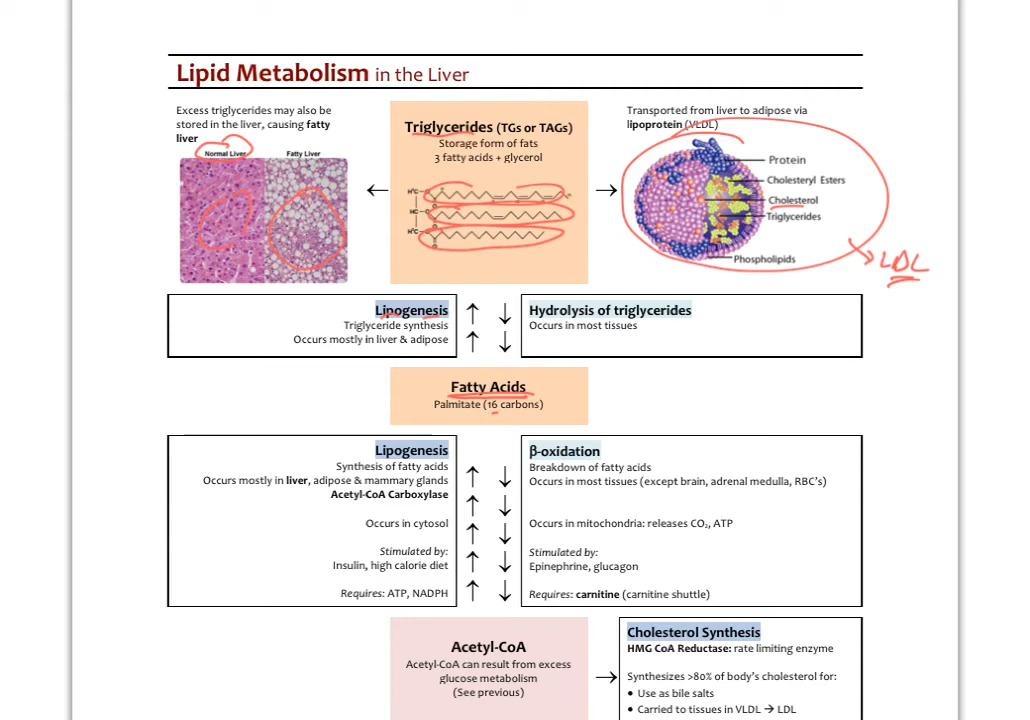 Lipid Metabolism in the Liver
Excess triglycerides may also be
stored in the liver, causing fatty
liver
Normal Liver
Fatty Liver
Triglycerides (TGs or TAGs)
Storage form of fats
3 fatty acids + glycerol
Transported from liver to adipose via
lipoprotein (VLDL)
Protein
Cholesteryl Esters
Cholesterol
Triglycerides
Phospholipids
LDL
Lipogenesis
Triglyceride synthesis
Occurs mostly in liver & adipose
Hydrolysis of triglycerides
Occurs in most tissues
Fatty Acids
Palmitate (16 carbons)
Lipogenesis
Synthesis of fatty acids
Occurs mostly in liver, adipose & mammary glands
Acetyl-CoA Carboxylase
Occurs in cytosol
Stimulated by:
Insulin, high calorie diet
Requires: ATP, NADPH
β-oxidation
Breakdown of fatty acids
Occurs in most tissues (except brain, adrenal medulla, RBC's)
Occurs in mitochondria: releases CO₂, ATP
Stimulated by:
Epinephrine, glucagon
Requires: carnitine (carnitine shuttle)
Acetyl-CoA
Acetyl-CoA can result from excess
glucose metabolism
(See previous)
Cholesterol Synthesis
HMG CoA Reductase: rate limiting enzyme
Synthesizes >80% of body's cholesterol for:
• Use as bile salts
• Carried to tissues in VLDL → LDL